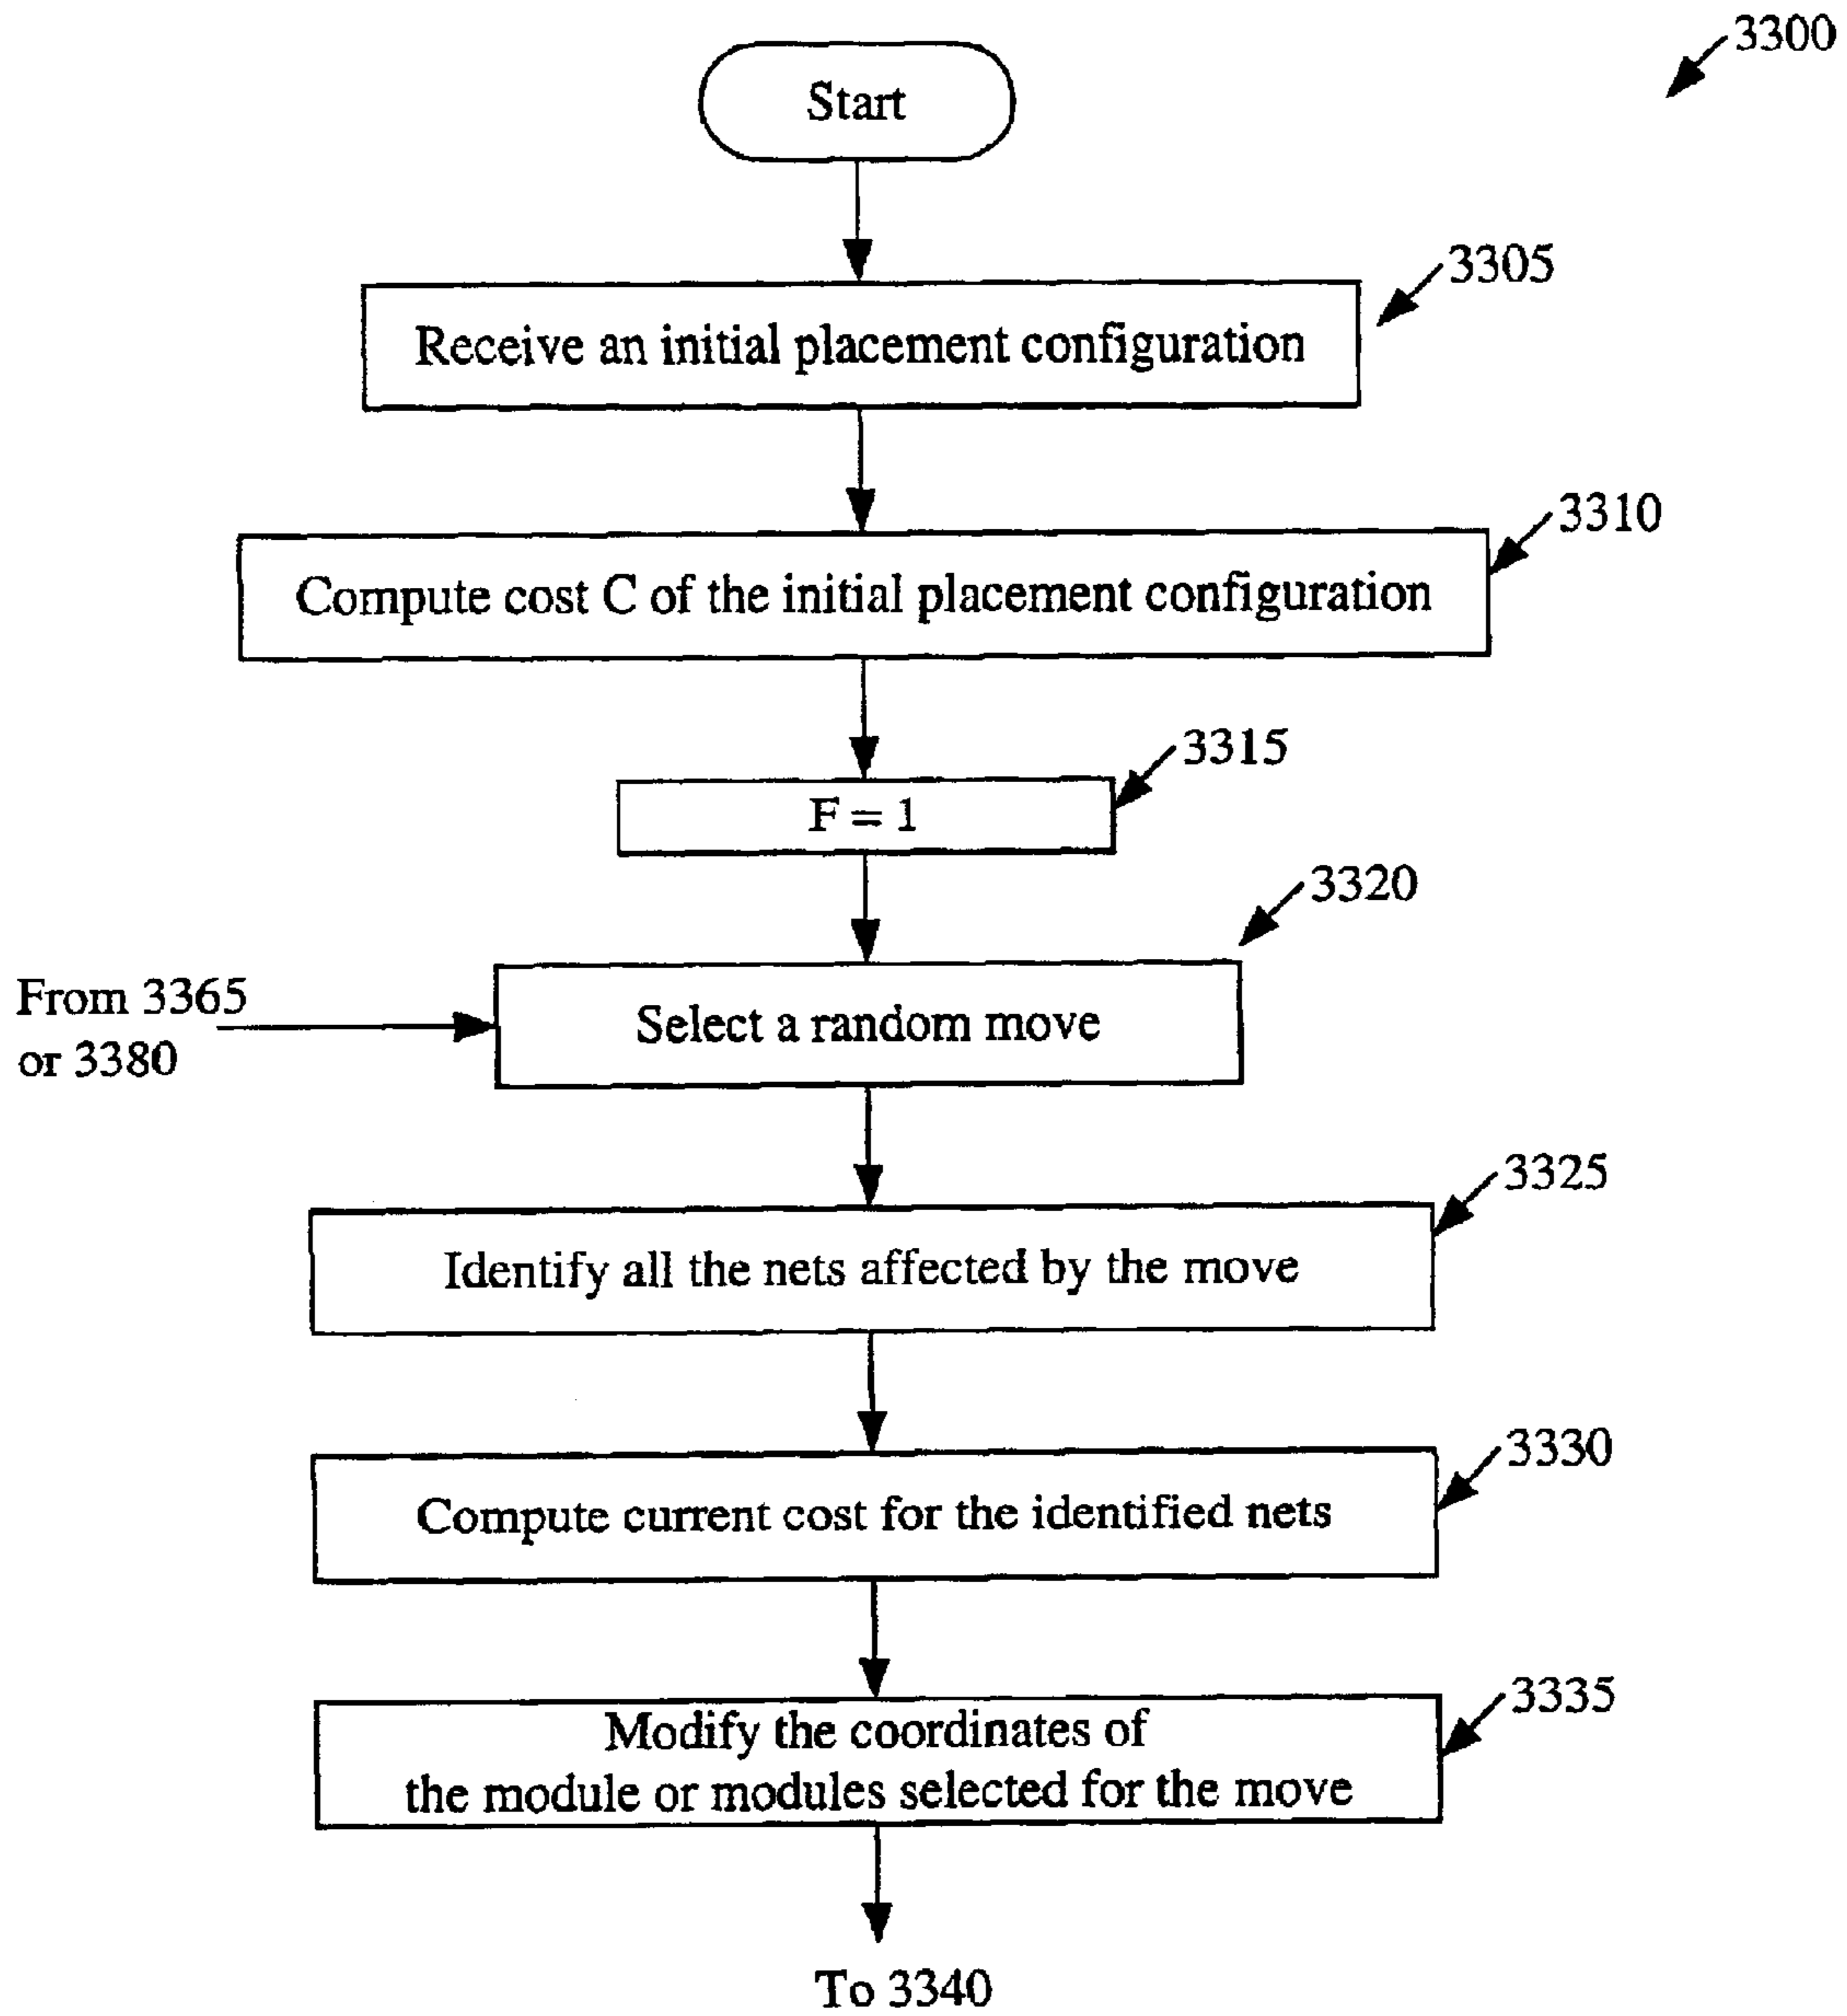 3300
Start
3305
Receive an initial placement configuration
3310
Compute cost C of the initial placement configuration
3315
F = 1
3320
From 3365
or 3380
Select a random move
3325
Identify all the nets affected by the move
3330
Compute current cost for the identified nets
3335
Modify the coordinates of
the module or modules selected for the move
To 3340